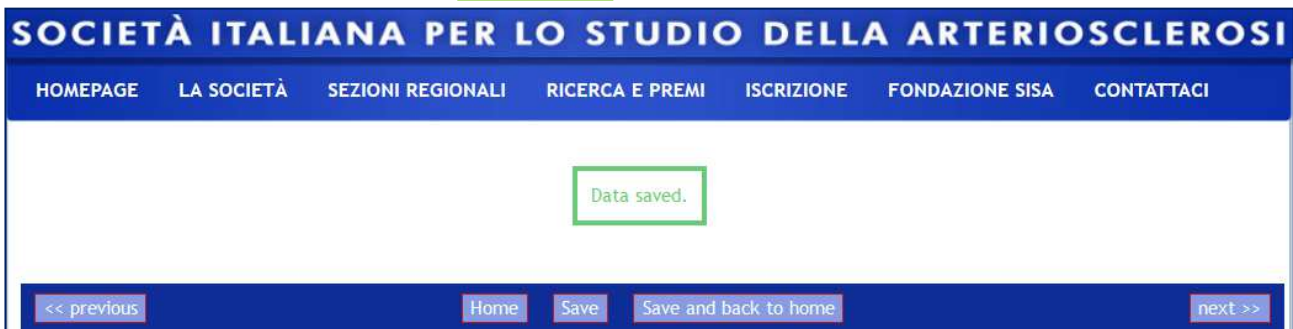 SOCIETÀ ITALIANA PER LO STUDIO DELLA ARTERIOSCLEROSI
HOMEPAGE LA SOCIETÀ SEZIONI REGIONALI RICERCA E PREMI ISCRIZIONE FONDAZIONE SISA CONTATTACI
Data saved.
<< previous Home Save Save and back to home next >>